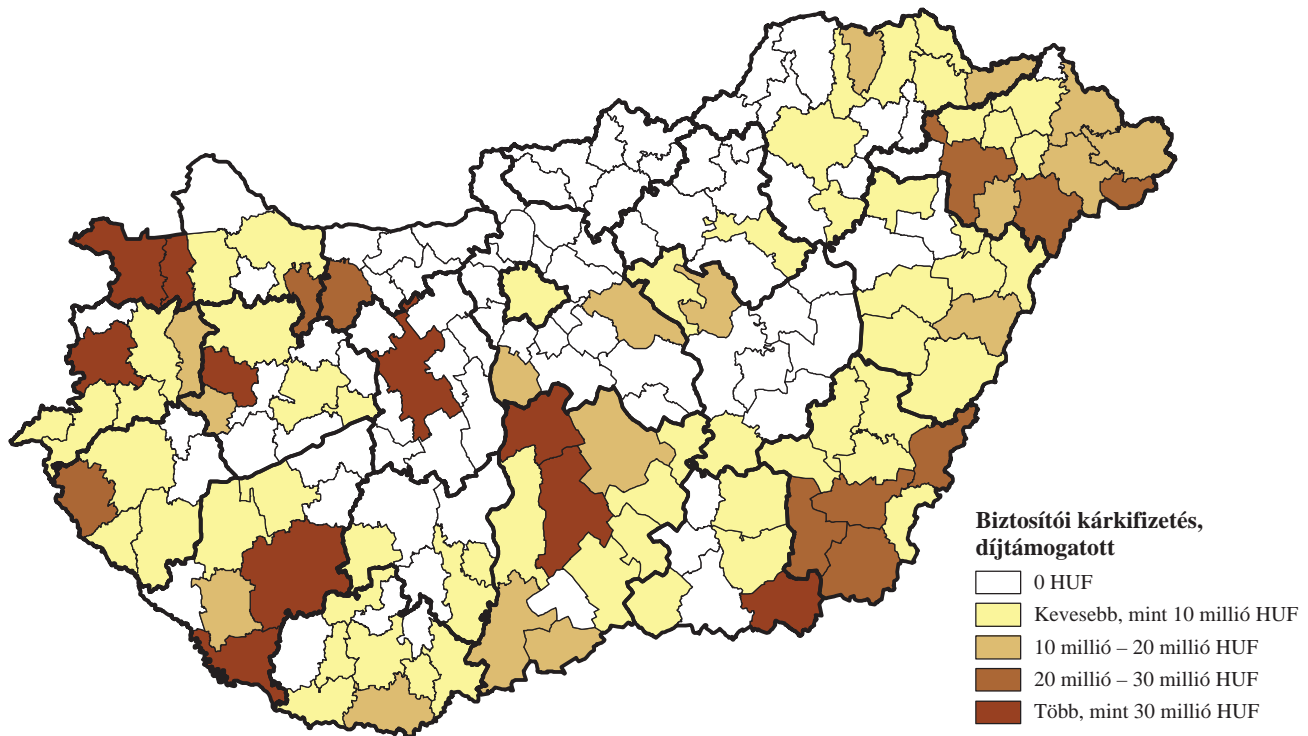 Biztosítói kárkifizetés,
díjtámogatott
0 HUF
Kevesebb, mint 10 millió HUF
10 millió – 20 millió HUF
20 millió – 30 millió HUF
Több, mint 30 millió HUF